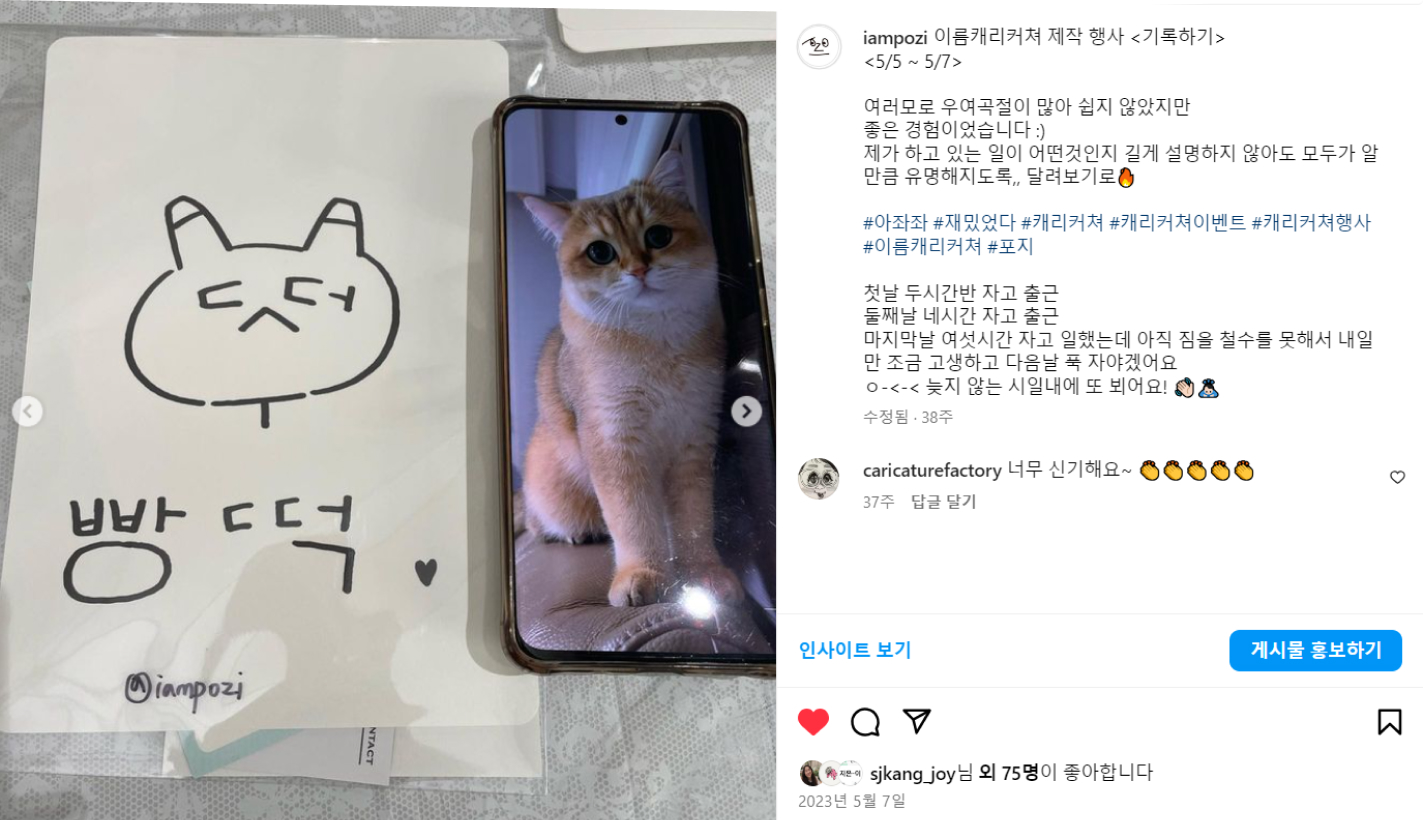 ㄷ 더
빵 떡
@iampozi
CONTACT
iampozi 이름캐리커쳐 제작 행사 <기록하기>
<5/5 ~ 5/7>
여러모로 우여곡절이 많아 쉽지 않았지만
좋은 경험이었습니다 :)
제가 하고 있는 일이 어떤것인지 길게 설명하지 않아도 모두가 알
만큼 유명해지도록,, 달려보기로🔥
#아좌좌 #재밌었다 #캐리커쳐 #캐리커쳐이벤트 #캐리커쳐행사
#이름캐리커쳐 #포지
첫날 두시간반 자고 출근
둘째날 네시간 자고 출근
마지막날 여섯시간 자고 일했는데 아직 짐을 철수를 못해서 내일
만 조금 고생하고 다음날 푹 자야겠어요
ㅇ-<-< 늦지 않는 시일내에 또 뵈어요! 👏🏻🙇🏻‍♀️
수정됨 · 38주
caricaturefactory 너무 신기해요~ 👏👏👏👏👏
37주 답글 달기
인사이트 보기
게시물 홍보하기
sjkang_joy님 외 75명이 좋아합니다
2023년 5월 7일